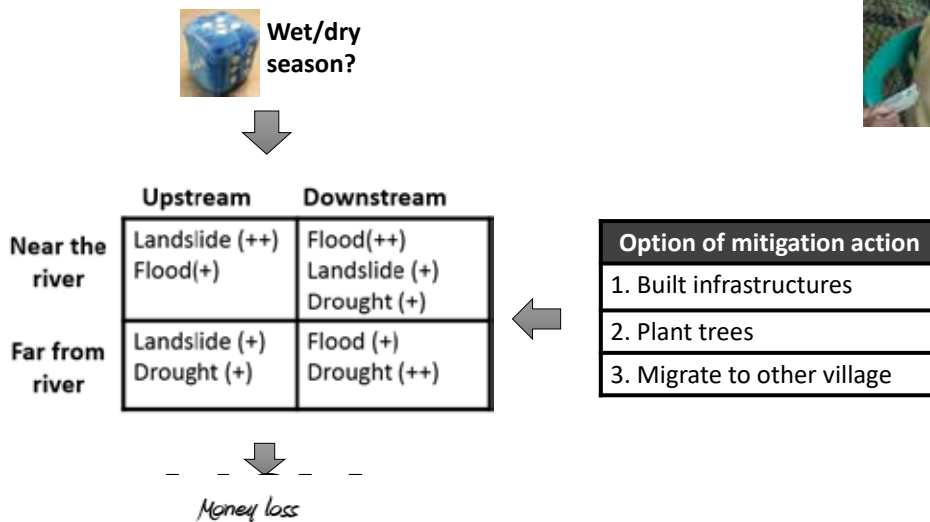 Wet/dry
season?
Upstream Downstream
Near the
river
Landslide (++)
Flood(+)
Flood(++)
Landslide (+)
Drought (+)
Far from
river
Landslide (+)
Drought (+)
Flood (+)
Drought (++)
Option of mitigation action
1. Built infrastructures
2. Plant trees
3. Migrate to other village
Money loss